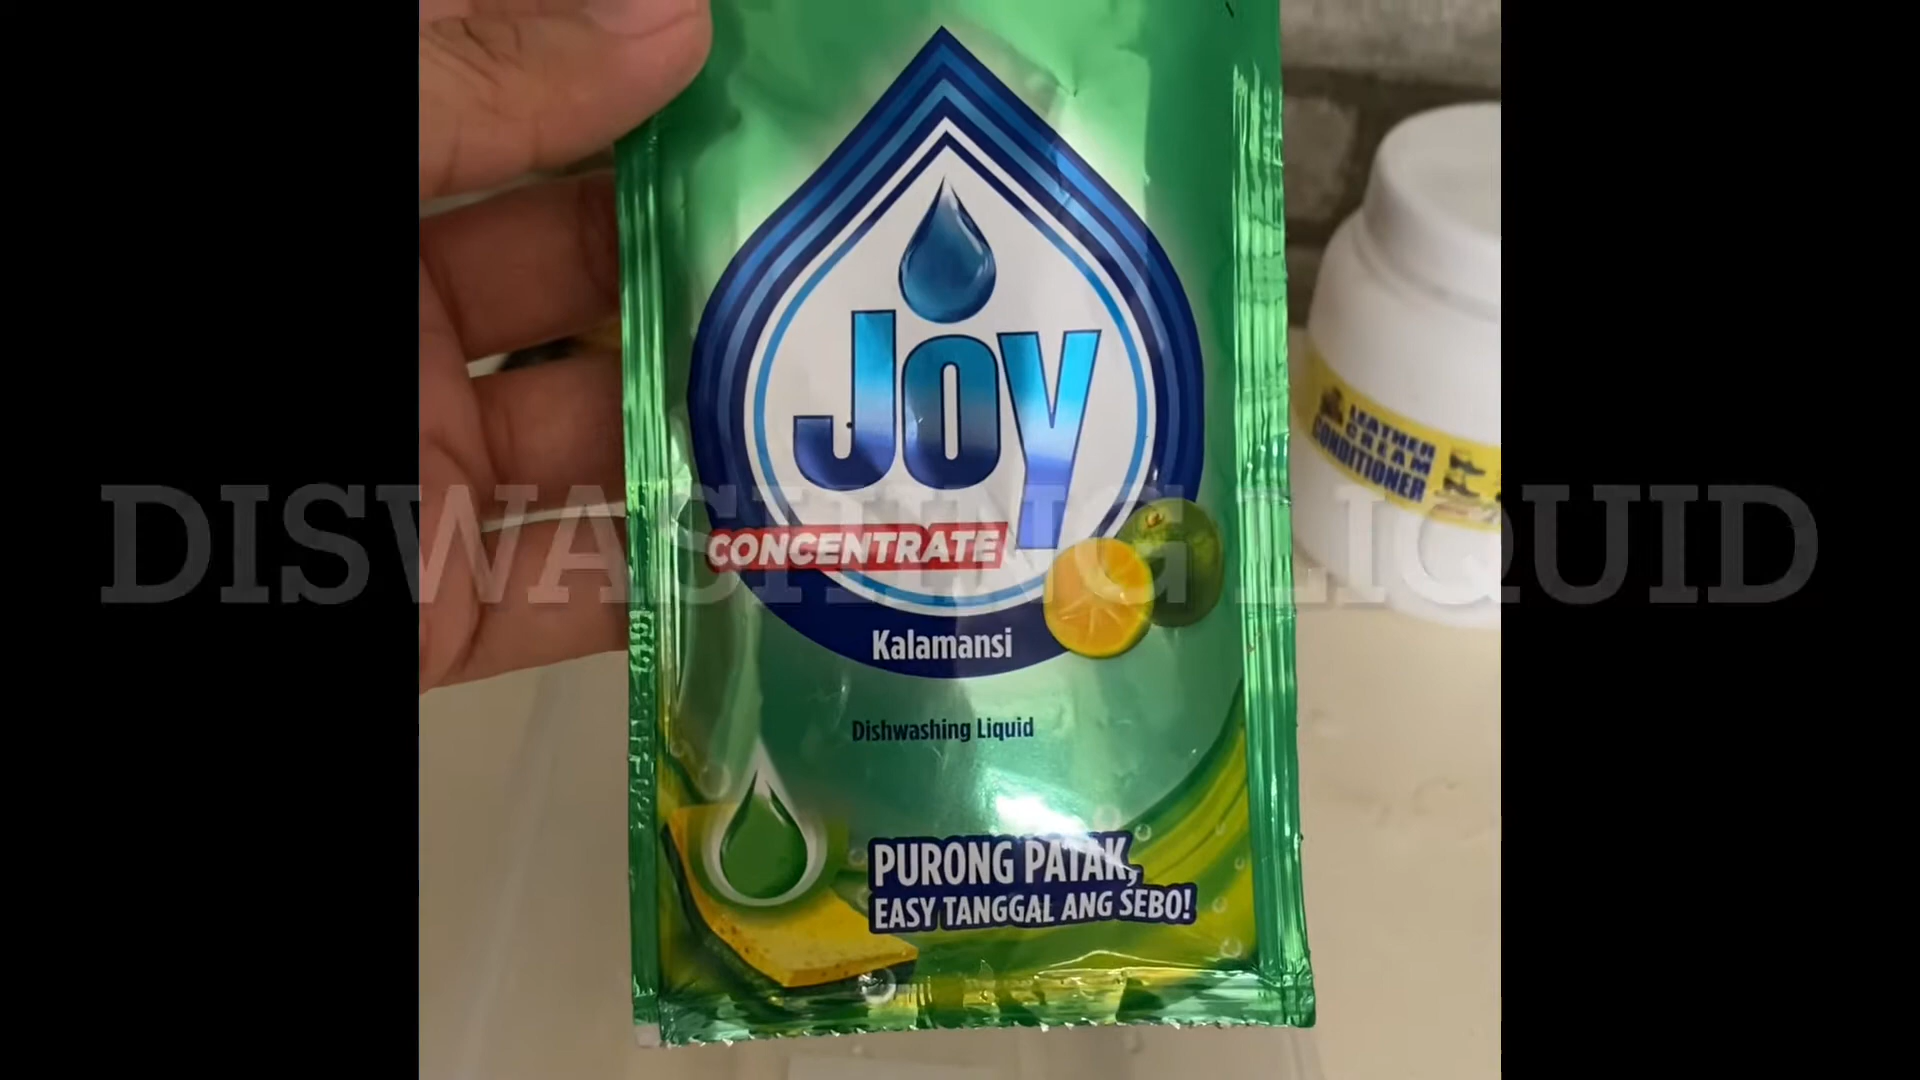 Joy
CONCENTRATE
Kalamansi
Dishwashing Liquid
PURONG PATAK,
EASY TANGGAL ANG SEBO!
LEATHER
CREAM
CONDITIONER
DISWASHING LIQUID